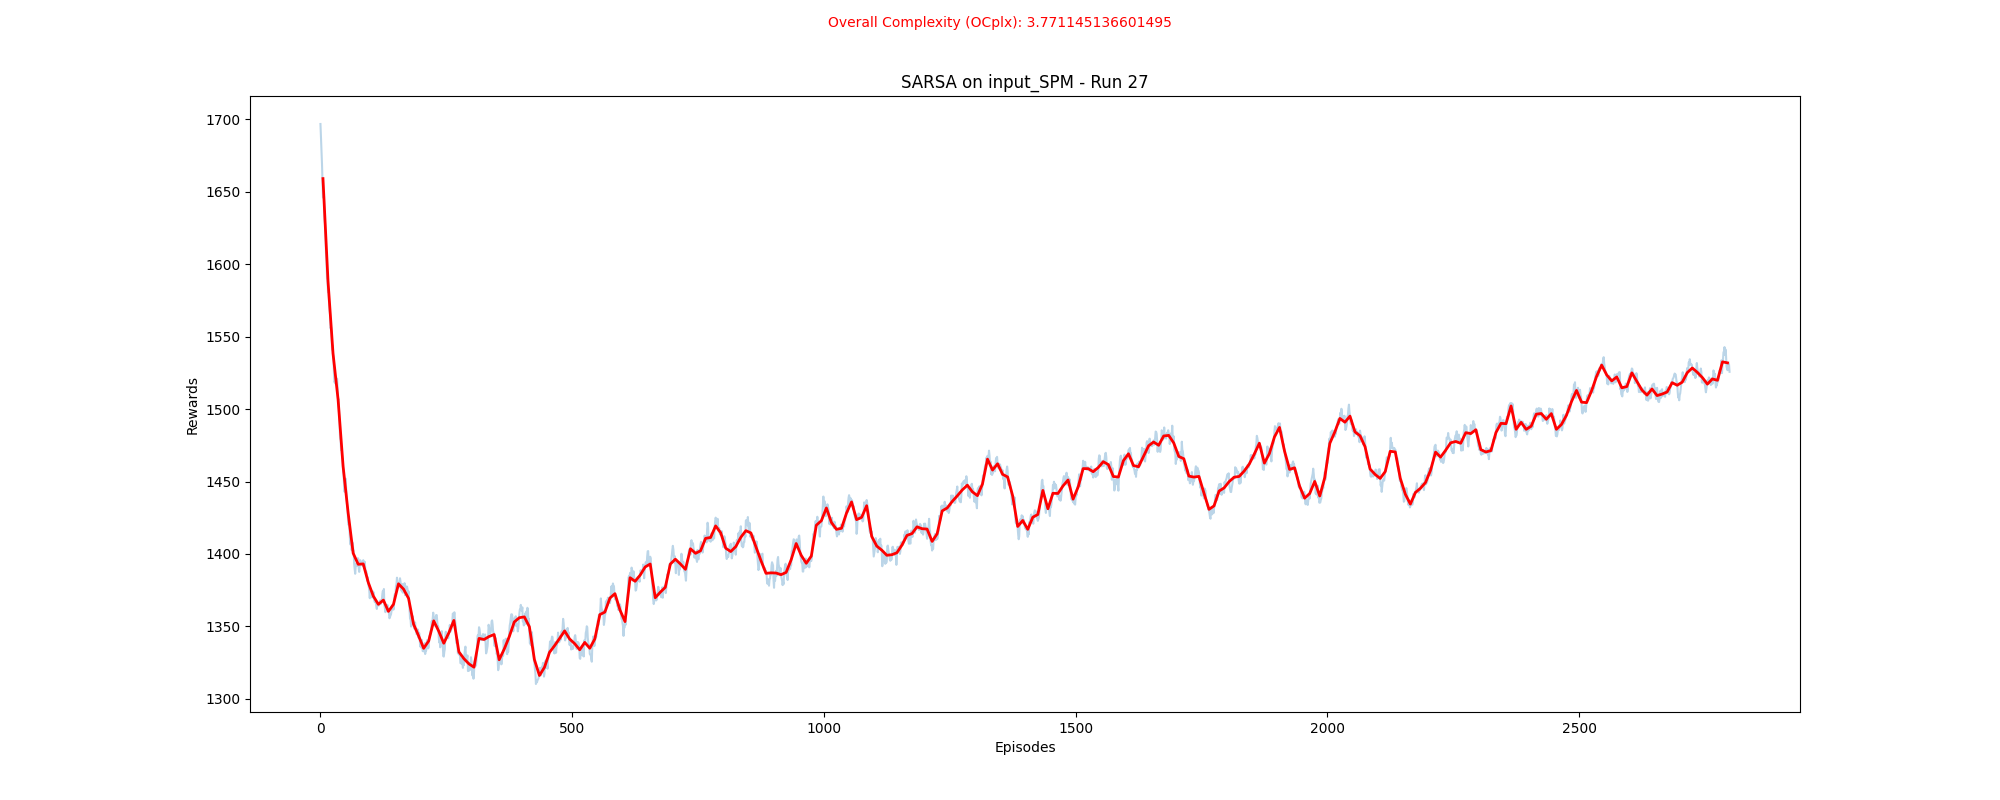 Overall Complexity (OCplx): 3.771145136601495
SARSA on input_SPM - Run 27
1700
1650
1600
1550
1500
1450
1400
1350
1300
Rewards
0 500 1000 1500 2000 2500
Episodes